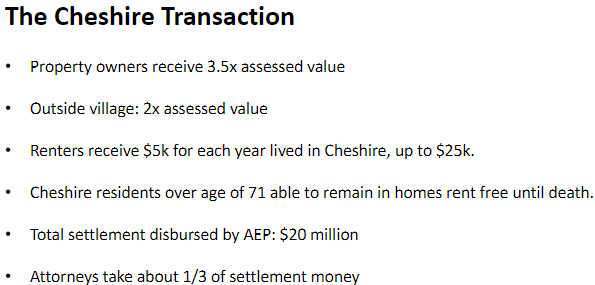 The Cheshire Transaction
• Property owners receive 3.5x assessed value
• Outside village: 2x assessed value
• Renters receive $5k for each year lived in Cheshire, up to $25k.
• Cheshire residents over age of 71 able to remain in homes rent free until death.
• Total settlement disbursed by AEP: $20 million
• Attorneys take about 1/3 of settlement money